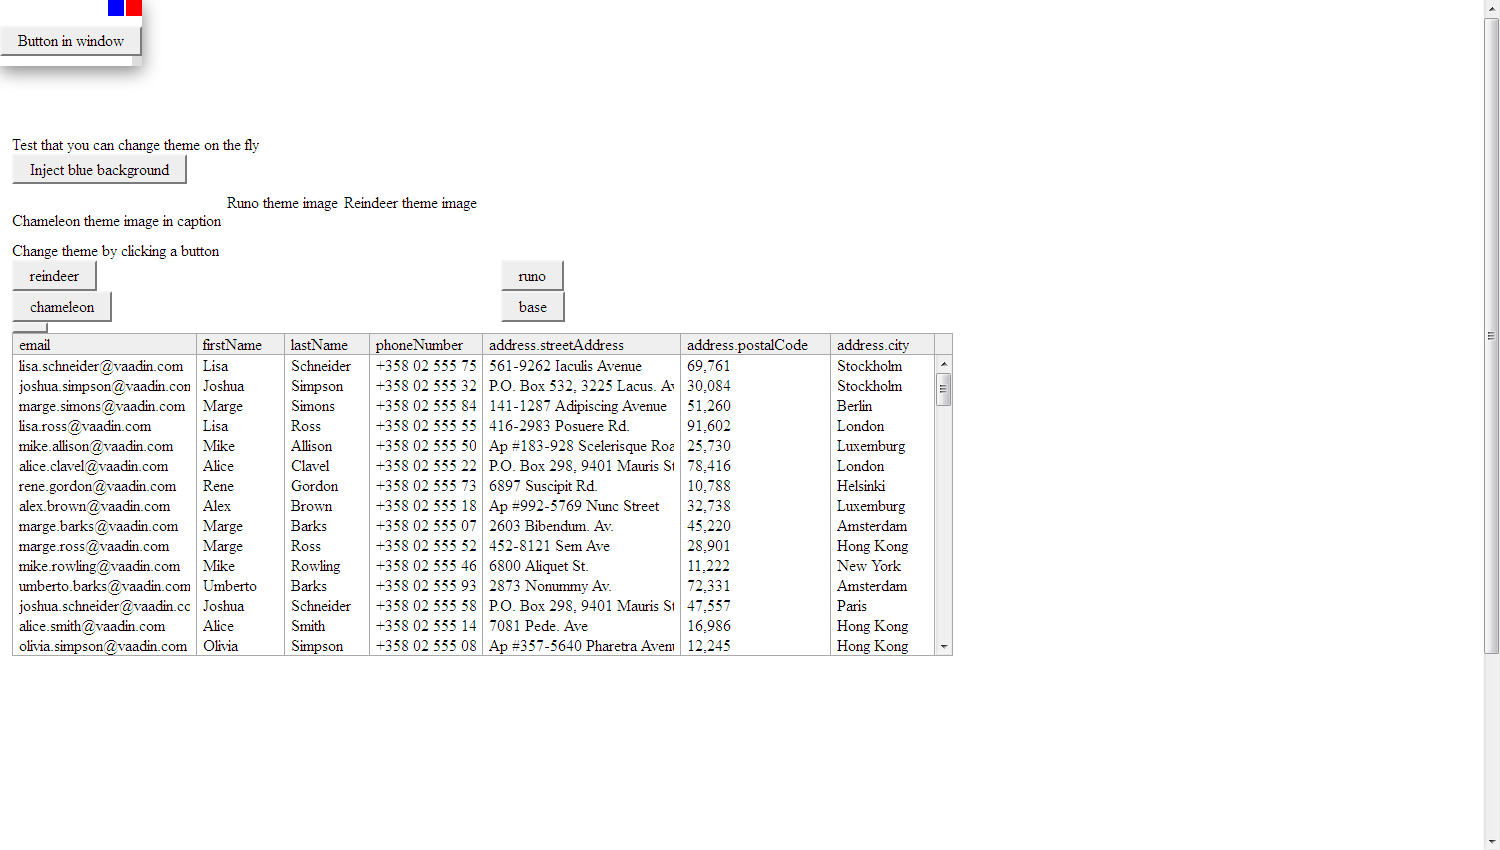 Button in window
Test that you can change theme on the fly
Inject blue background
Runo theme image Reindeer theme image
Chameleon theme image in caption
Change theme by clicking a button
reindeer runo
chameleon base
email firstName lastName phoneNumber address.streetAddress address.postalCode address.city
lisa.schneider@vaadin.com Lisa Schneider +358 02 555 75 561-9262 Iaculis Avenue 69,761 Stockholm
joshua.simpson@vaadin.con Joshua Simpson +358 02 555 32 P.O. Box 532, 3225 Lacus. Av 30,084 Stockholm
marge.simons@vaadin.com Marge Simons +358 02 555 84 141-1287 Adipiscing Avenue 51,260 Berlin
lisa.ross@vaadin.com Lisa Ross +358 02 555 55 416-2983 Posuere Rd. 91,602 London
mike.allison@vaadin.com Mike Allison +358 02 555 50 Ap #183-928 Scelerisque Roa 25,730 Luxemburg
alice.clavel@vaadin.com Alice Clavel +358 02 555 22 P.O. Box 298, 9401 Mauris St 78,416 London
rene.gordon@vaadin.com Rene Gordon +358 02 555 73 6897 Suscipit Rd. 10,788 Helsinki
alex.brown@vaadin.com Alex Brown +358 02 555 18 Ap #992-5769 Nunc Street 32,738 Luxemburg
marge.barks@vaadin.com Marge Barks +358 02 555 07 2603 Bibendum. Av. 45,220 Amsterdam
marge.ross@vaadin.com Marge Ross +358 02 555 52 452-8121 Sem Ave 28,901 Hong Kong
mike.rowling@vaadin.com Mike Rowling +358 02 555 46 6800 Aliquet St. 11,222 New York
umberto.barks@vaadin.com Umberto Barks +358 02 555 93 2873 Nonummy Av. 72,331 Amsterdam
joshua.schneider@vaadin.cc Joshua Schneider +358 02 555 58 P.O. Box 298, 9401 Mauris St 47,557 Paris
alice.smith@vaadin.com Alice Smith +358 02 555 14 7081 Pede. Ave 16,986 Hong Kong
olivia.simpson@vaadin.com Olivia Simpson +358 02 555 08 Ap #357-5640 Pharetra Aven 12,245 Hong Kong